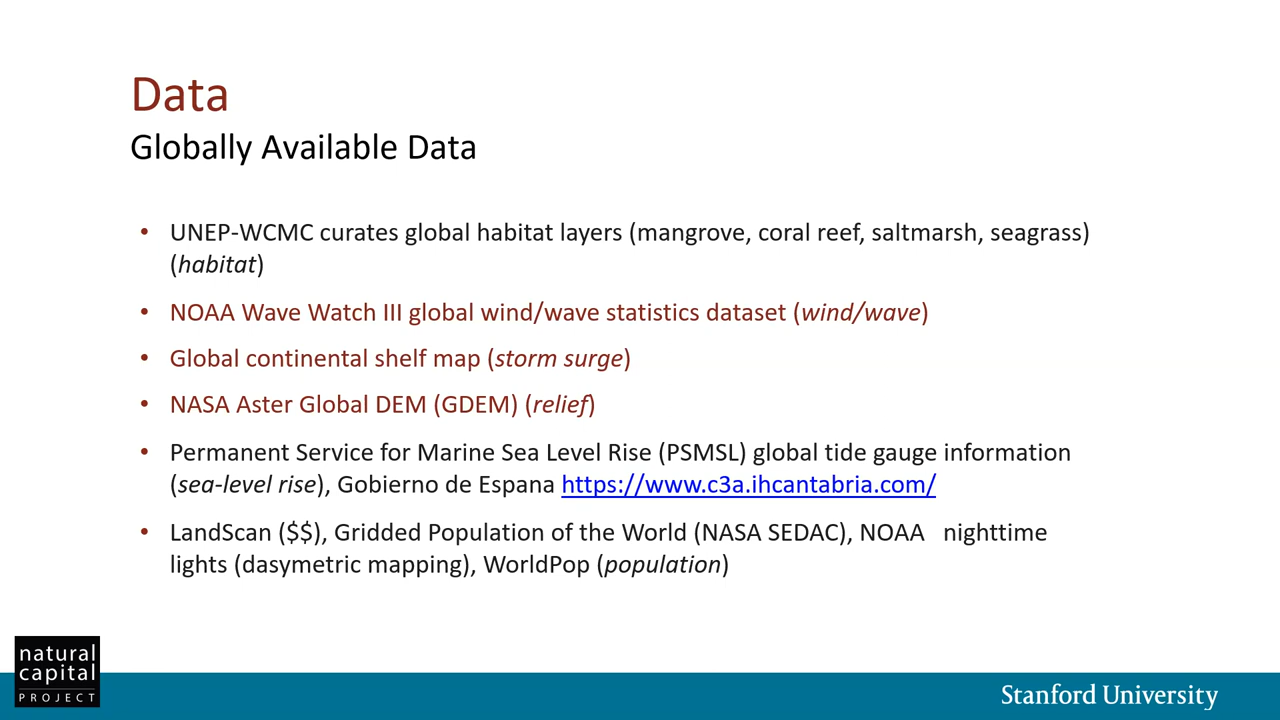 Data
Globally Available Data
• UNEP-WCMC curates global habitat layers (mangrove, coral reef, saltmarsh, seagrass)
(habitat)
• NOAA Wave Watch III global wind/wave statistics dataset (wind/wave)
• Global continental shelf map (storm surge)
• NASA Aster Global DEM (GDEM) (relief)
• Permanent Service for Marine Sea Level Rise (PSMSL) global tide gauge information
(sea-level rise), Gobierno de Espana https://www.c3a.ihcantabria.com/
• LandScan ($$), Gridded Population of the World (NASA SEDAC), NOAA nighttime
lights (dasymetric mapping), WorldPop (population)
natural
capital
PROJECT
Stanford University